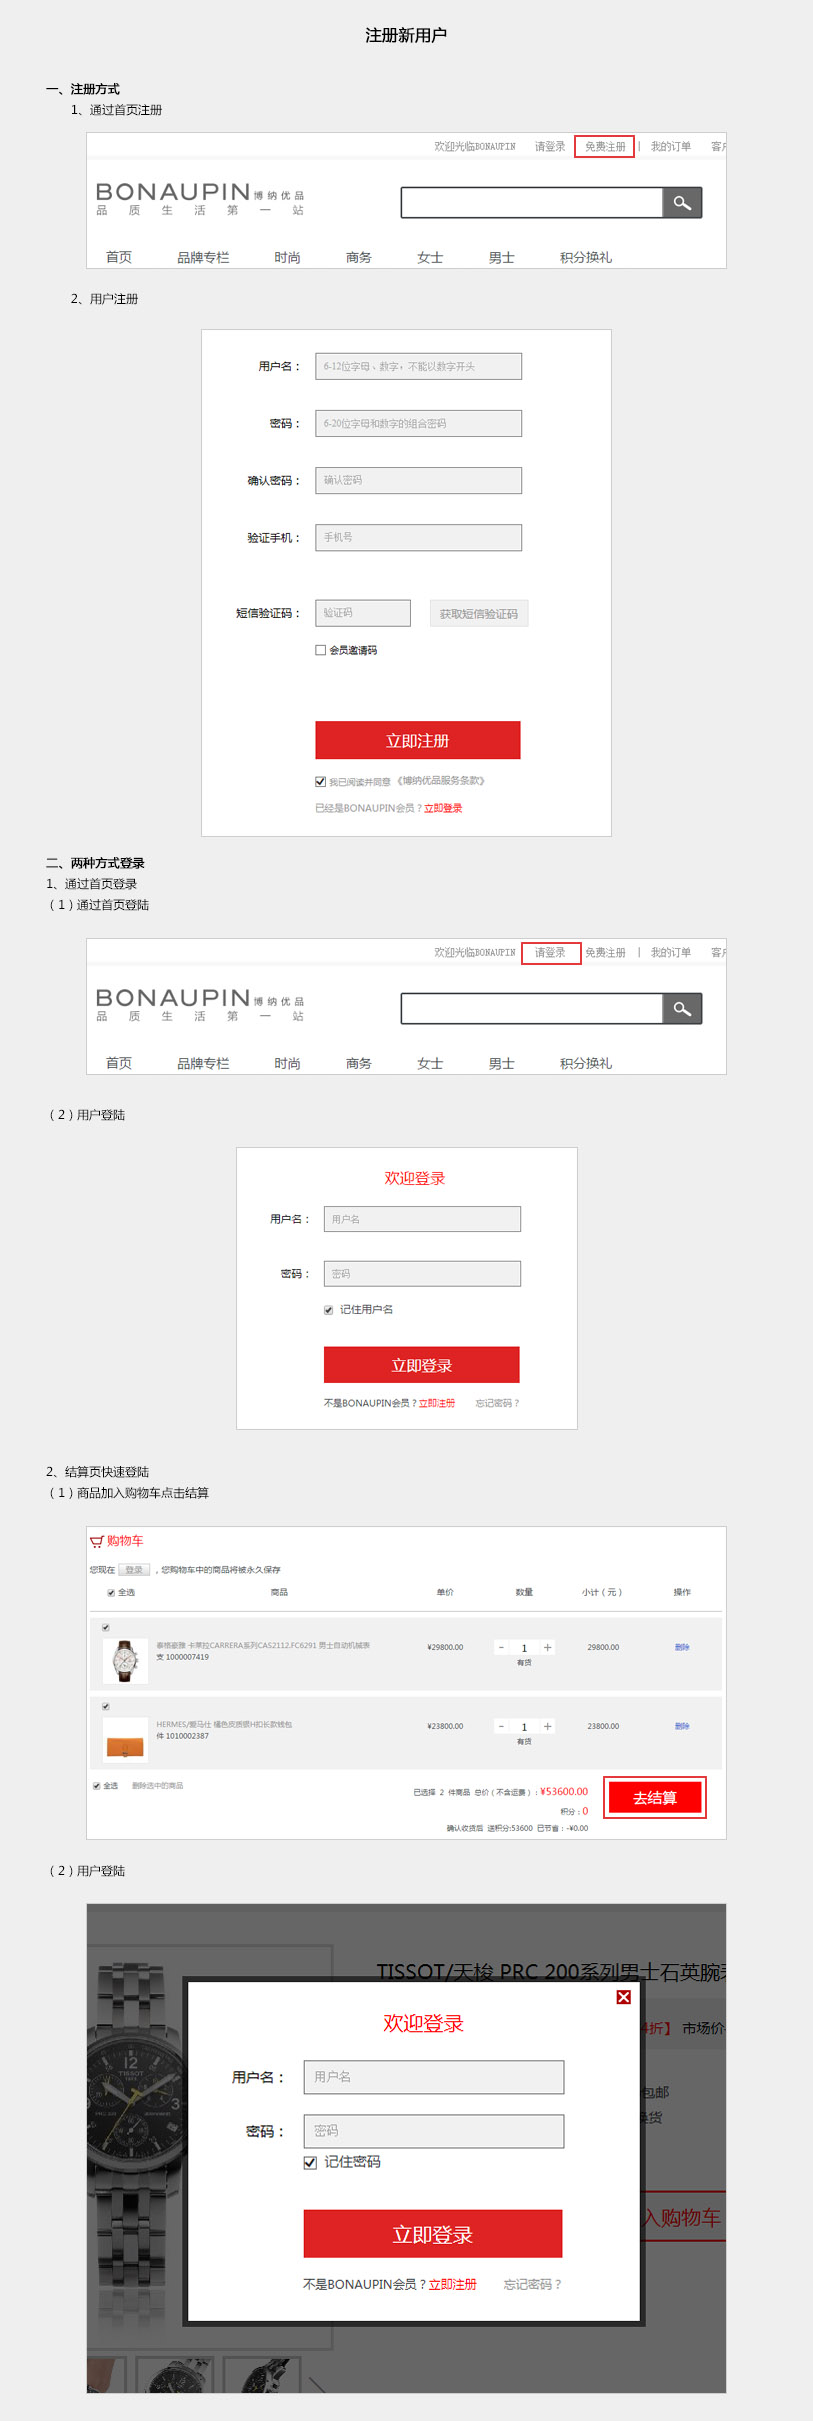 注册新用户
一、注册方式
1、通过首页注册
欢迎光临BONAUPIN 请登录 免费注册 | 我的订单 客户
BONAUPIN 博纳优品
品质生活第一站
首页 品牌专栏 时尚 商务 女士 男士 积分换礼
2、用户注册
用户名： 6-12位字母、数字，不能以数字开头
密码： 6-20位字母和数字的组合密码
确认密码： 确认密码
验证手机： 手机号
短信验证码： 验证码 获取短信验证码
会员邀请码
立即注册
我已阅读并同意 《博纳优品服务条款》
已经是BONAUPIN会员？立即登录
二、两种方式登录
1、通过首页登录
（1）通过首页登陆
欢迎光临BONAUPIN 请登录 免费注册 | 我的订单 客户
BONAUPIN 博纳优品
品质生活第一站
首页 品牌专栏 时尚 商务 女士 男士 积分换礼
（2）用户登陆
欢迎登录
用户名： 用户名
密码： 密码
记住用户名
立即登录
不是BONAUPIN会员？立即注册 忘记密码？
2、结算页快速登陆
（1）商品加入购物车点击结算
购物车
您现在 登录 ，您购物车中的商品将被永久保存
全选 商品 单价 数量 小计（元） 操作
泰格豪雅 卡莱拉CARRERA系列CAS2112.FC6291 男士自动机械表 ¥29800.00 - 1 + 29800.00 删除
支 1000007419 有货
HERMES/爱马仕 橘色皮质银H扣长款钱包 ¥23800.00 - 1 + 23800.00 删除
件 1010002387 有货
全选 删除选中的商品 已选择 2 件商品 总价（不含运费）：¥53600.00 去结算
积分：0
确认收货后 送积分:53600 已节省：-¥0.00
（2）用户登陆
TISSOT/天梭 PRC 200系列男士石英腕表
4折】 市场价
包邮
换货
入购物车
12
TISSOT
3
欢迎登录
用户名： 用户名
密码： 密码
记住密码
立即登录
不是BONAUPIN会员？立即注册 忘记密码？